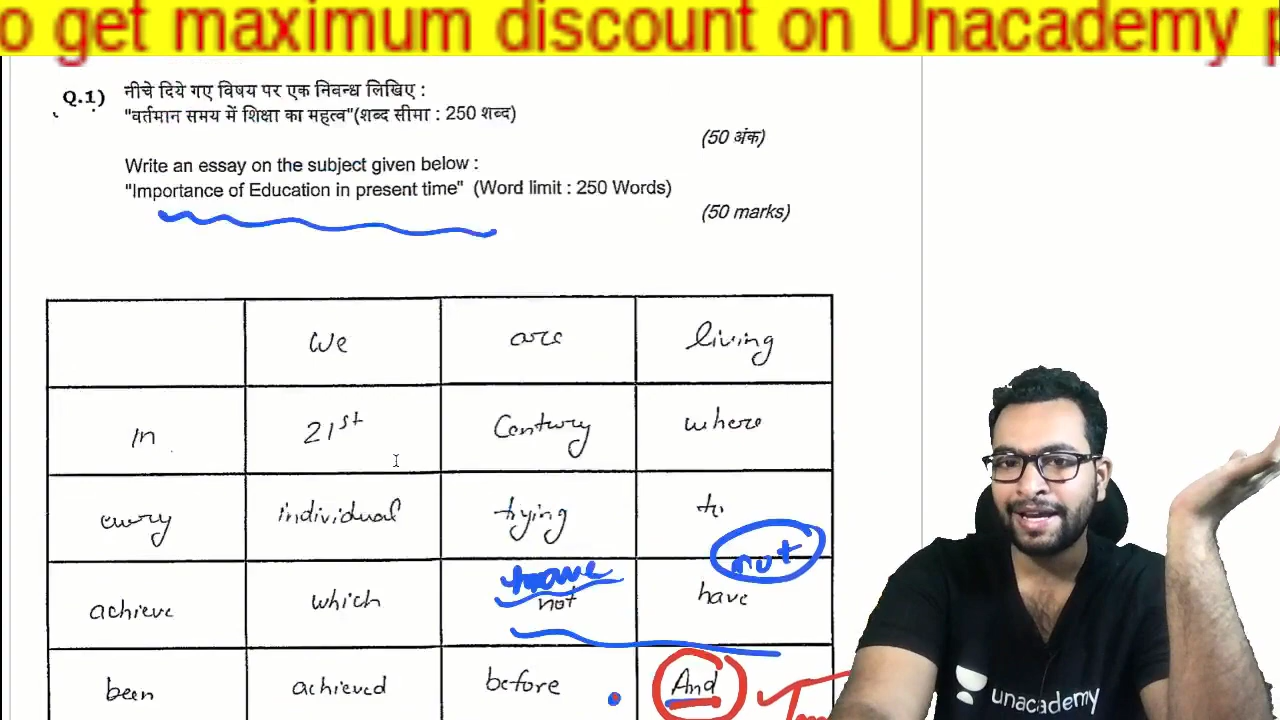 o get maximum discount on Unacademy p
Q.1) नीचे दिये गए विषय पर एक निवन्ध लिखिए :
"वर्तमान समय में शिक्षा का महत्व"(शब्द सीमा : 250 शब्द)
(50 अंक)
Write an essay on the subject given below :
"Importance of Education in present time" (Word limit : 250 Words)
(50 marks)
We are living
In 21st Century where
every individual trying to
not
have
achieve which not have
been achieved before And
unacademy